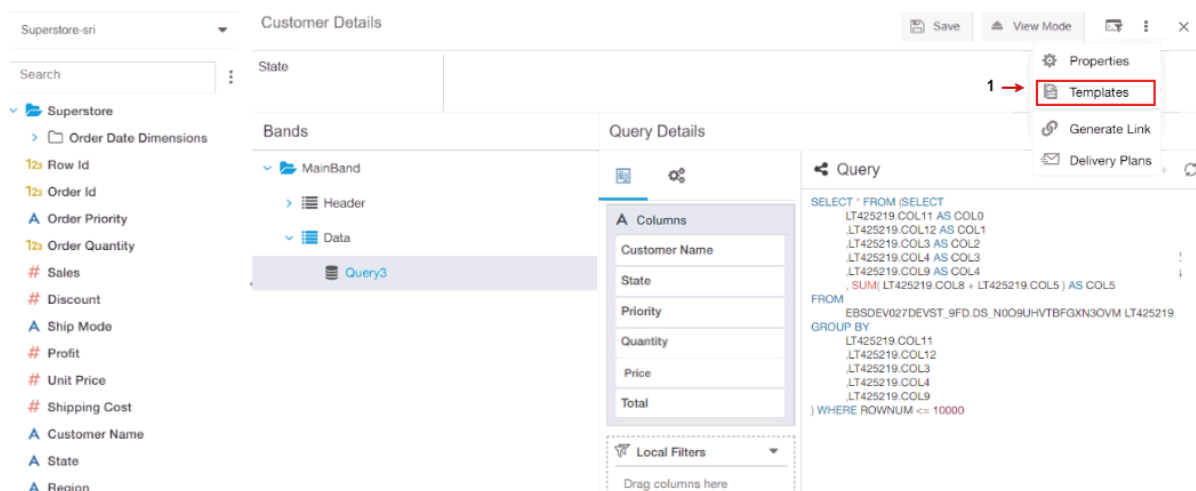 Superstore-sri
Search
Superstore
Order Date Dimensions
123 Row Id
123 Order Id
A Order Priority
123 Order Quantity
# Sales
# Discount
A Ship Mode
# Profit
# Unit Price
# Shipping Cost
A Customer Name
A State
A Region
Customer Details
Save
View Mode
State
1
Properties
Templates
Generate Link
Delivery Plans
Bands
MainBand
Header
Data
Query3
Query Details
A Columns
Customer Name
State
Priority
Quantity
Price
Total
Local Filters
Drag columns here
Query
SELECT * FROM (SELECT
LT425219.COL11 AS COL0
,LT425219.COL12 AS COL1
,LT425219.COL3 AS COL2
,LT425219.COL4 AS COL3
,LT425219.COL9 AS COL4
, SUM( LT425219.COL8 + LT425219.COL5 ) AS COL5
FROM
EBSDEV027DEVST_9FD.DS_N0O9UHVTBFGXN3OVM LT425219
GROUP BY
LT425219.COL11
,LT425219.COL12
,LT425219.COL3
,LT425219.COL4
,LT425219.COL9
) WHERE ROWNUM <= 10000